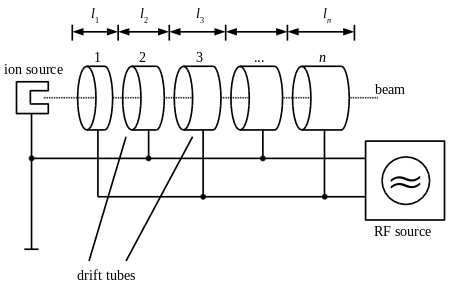 l1 l2 l3 ln
1 2 3 ... n
ion source
beam
RF source
drift tubes